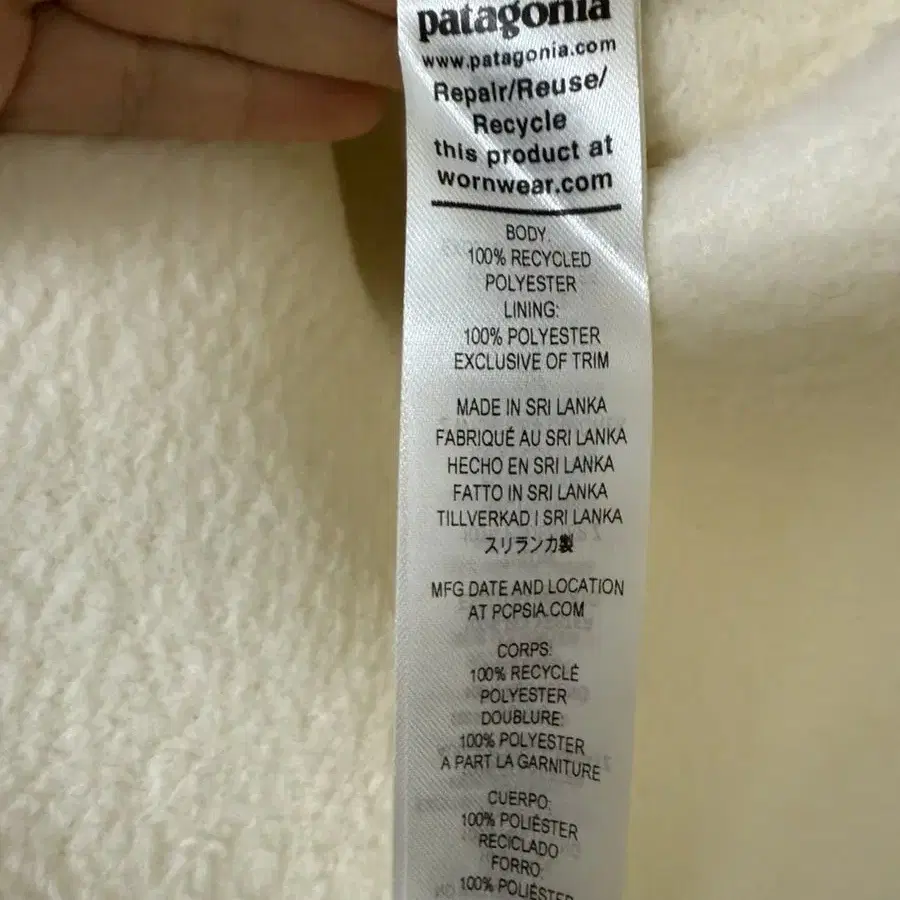 patagonia
www.patagonia.com
Repair/Reuse/
Recycle
this product at
wornwear.com
BODY:
100% RECYCLED
POLYESTER
LINING:
100% POLYESTER
EXCLUSIVE OF TRIM
MADE IN SRI LANKA
FABRIQUÉ AU SRI LANKA
HECHO EN SRI LANKA
FATTO IN SRI LANKA
TILLVERKAD I SRI LANKA
スリランカ製
MFG DATE AND LOCATION
AT PCPSIA.COM
CORPS:
100% RECYCLÉ
POLYESTER
DOUBLURE:
100% POLYESTER
A PART LA GARNITURE
CUERPO:
100% POLIÉSTER
RECICLADO
FORRO:
100% POLIÉSTER